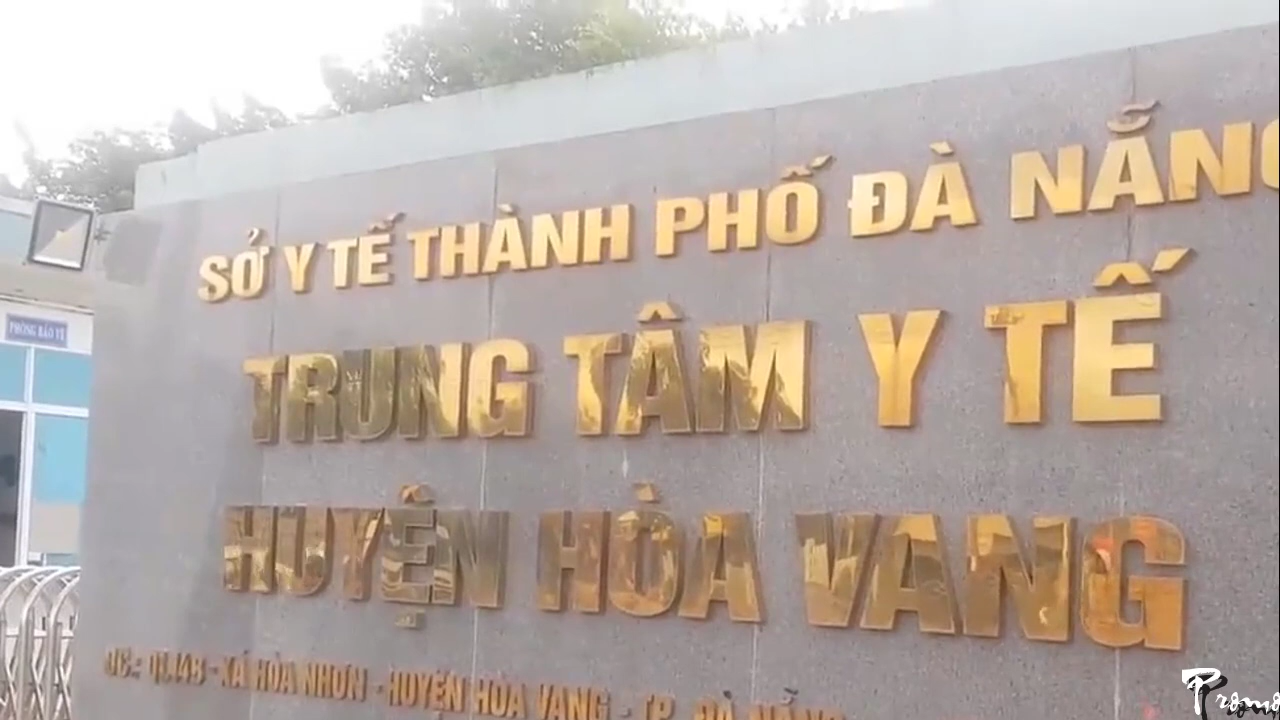 SỞ Y TẾ THÀNH PHỐ ĐÀ NẴNG
TRUNG TÂM Y TẾ
HUYỆN HÒA VANG
ĐC.: QL14B - XÃ HÒA NHƠN - HUYỆN HÒA VANG - TP. ĐÀ NẴNG
PHÒNG BẢO VỆ
Promo